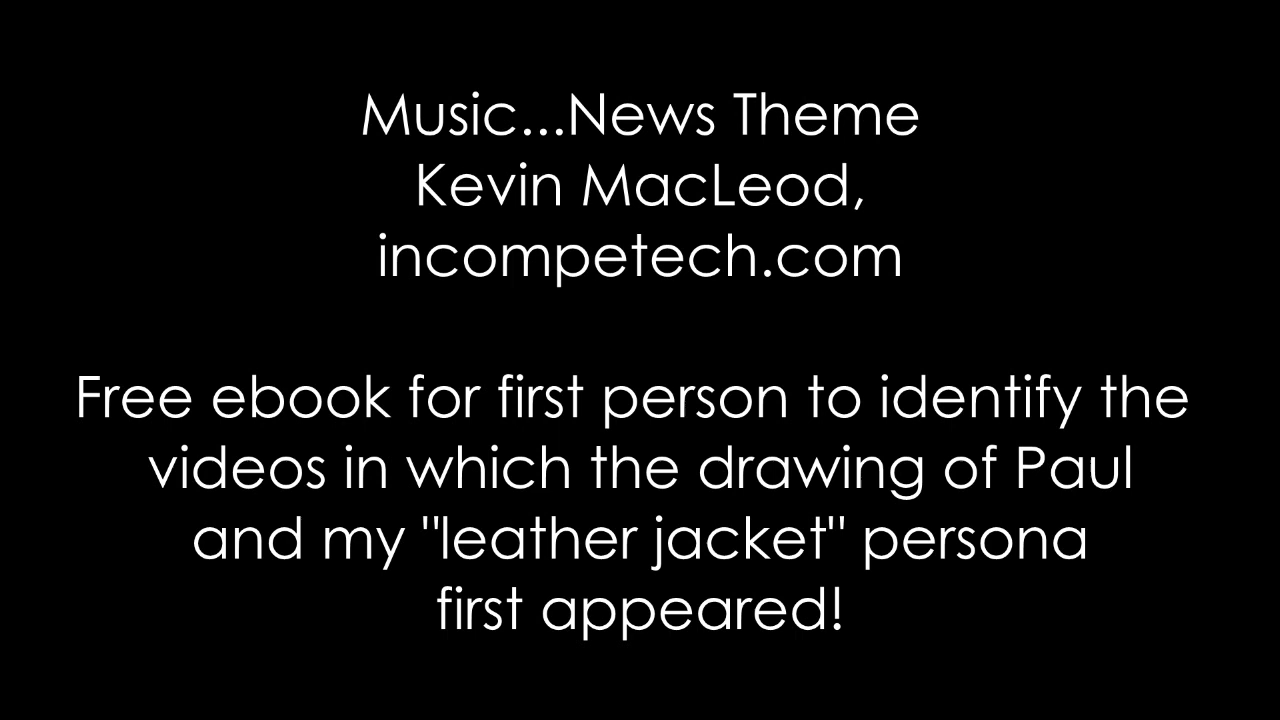 Music...News Theme
Kevin MacLeod,
incompetech.com
Free ebook for first person to identify the
videos in which the drawing of Paul
and my "leather jacket" persona
first appeared!